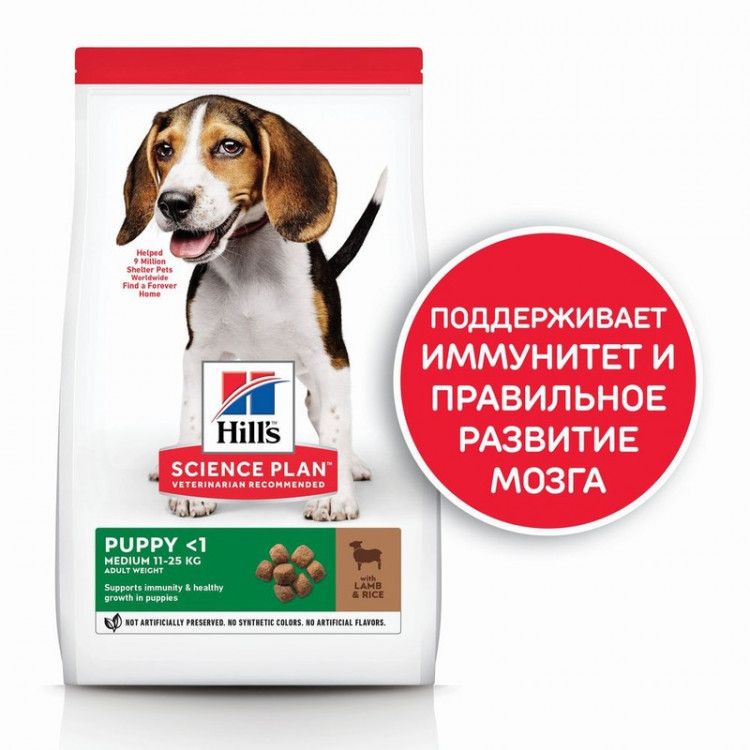 Helped
9 Million
Shelter Pets
Worldwide
Find a Forever
Home
Hill's™
SCIENCE PLAN™
VETERINARIAN RECOMMENDED
PUPPY <1
MEDIUM 11-25 KG
ADULT WEIGHT
Supports immunity & healthy
growth in puppies
with
LAMB
& RICE
NOT ARTIFICIALLY PRESERVED. NO SYNTHETIC COLORS. NO ARTIFICIAL FLAVORS.
ПОДДЕРЖИВАЕТ
ИММУНИТЕТ И
ПРАВИЛЬНОЕ
РАЗВИТИЕ
МОЗГА